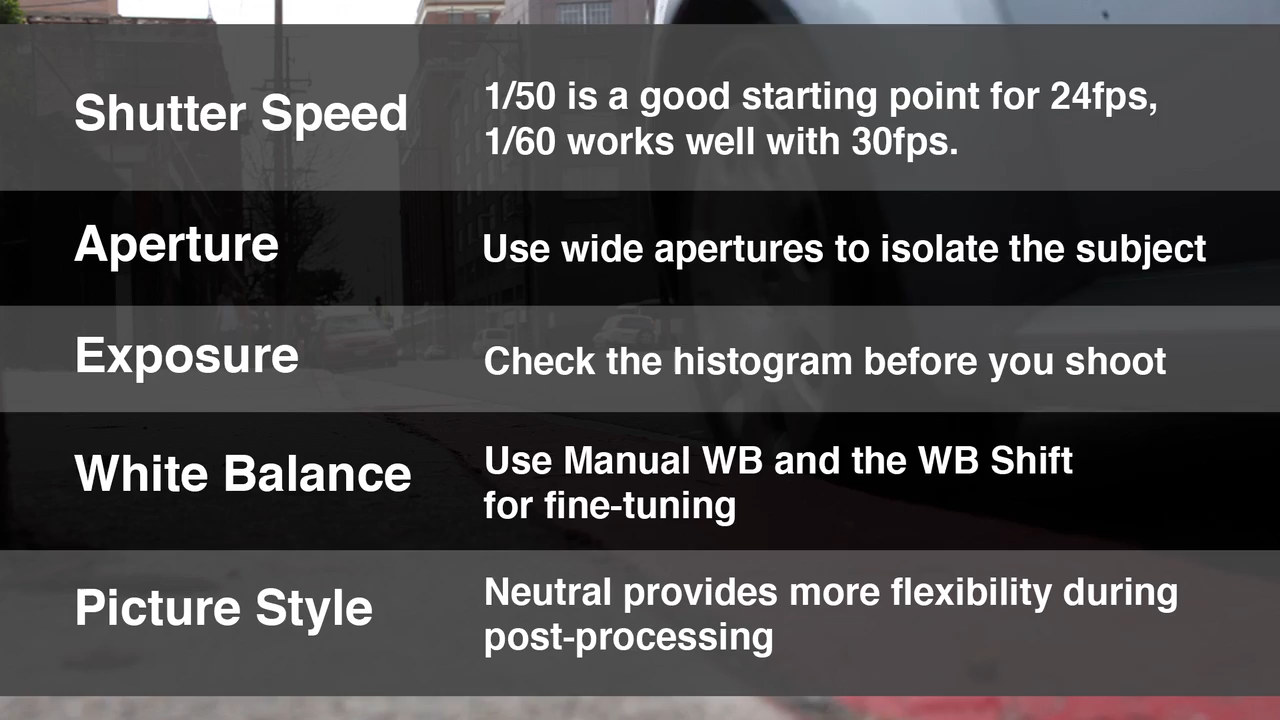 Shutter Speed
1/50 is a good starting point for 24fps,
1/60 works well with 30fps.
Aperture
Use wide apertures to isolate the subject
Exposure
Check the histogram before you shoot
White Balance
Use Manual WB and the WB Shift
for fine-tuning
Picture Style
Neutral provides more flexibility during
post-processing